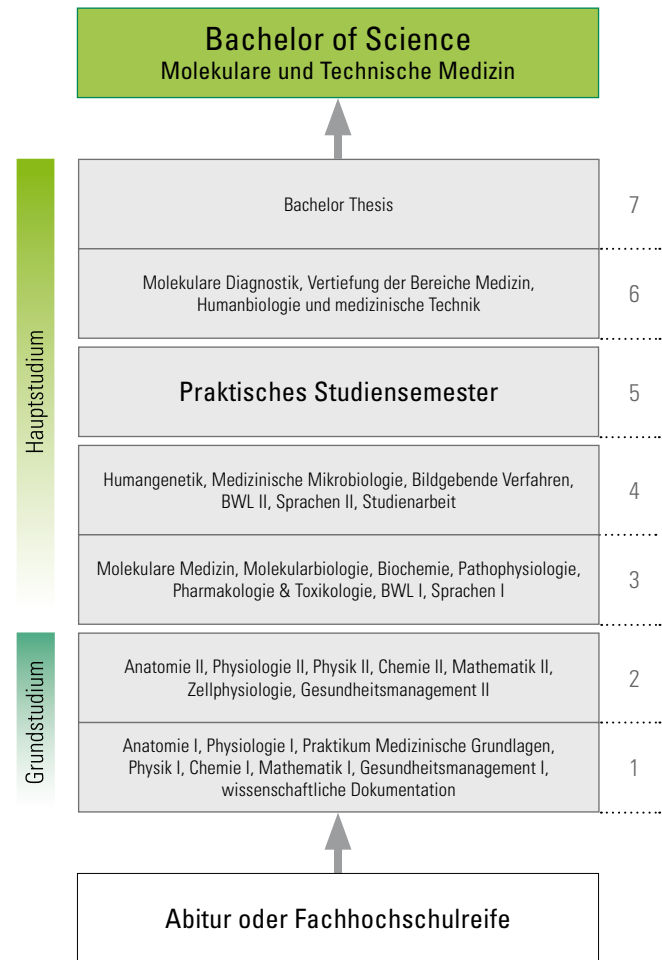 Bachelor of Science
Molekulare und Technische Medizin
Hauptstudium
Bachelor Thesis
7
Molekulare Diagnostik, Vertiefung der Bereiche Medizin,
Humanbiologie und medizinische Technik
6
Praktisches Studiensemester
5
Humangenetik, Medizinische Mikrobiologie, Bildgebende Verfahren,
BWL II, Sprachen II, Studienarbeit
4
Molekulare Medizin, Molekularbiologie, Biochemie, Pathophysiologie,
Pharmakologie & Toxikologie, BWL I, Sprachen I
3
Grundstudium
Anatomie II, Physiologie II, Physik II, Chemie II, Mathematik II,
Zellphysiologie, Gesundheitsmanagement II
2
Anatomie I, Physiologie I, Praktikum Medizinische Grundlagen,
Physik I, Chemie I, Mathematik I, Gesundheitsmanagement I,
wissenschaftliche Dokumentation
1
Abitur oder Fachhochschulreife